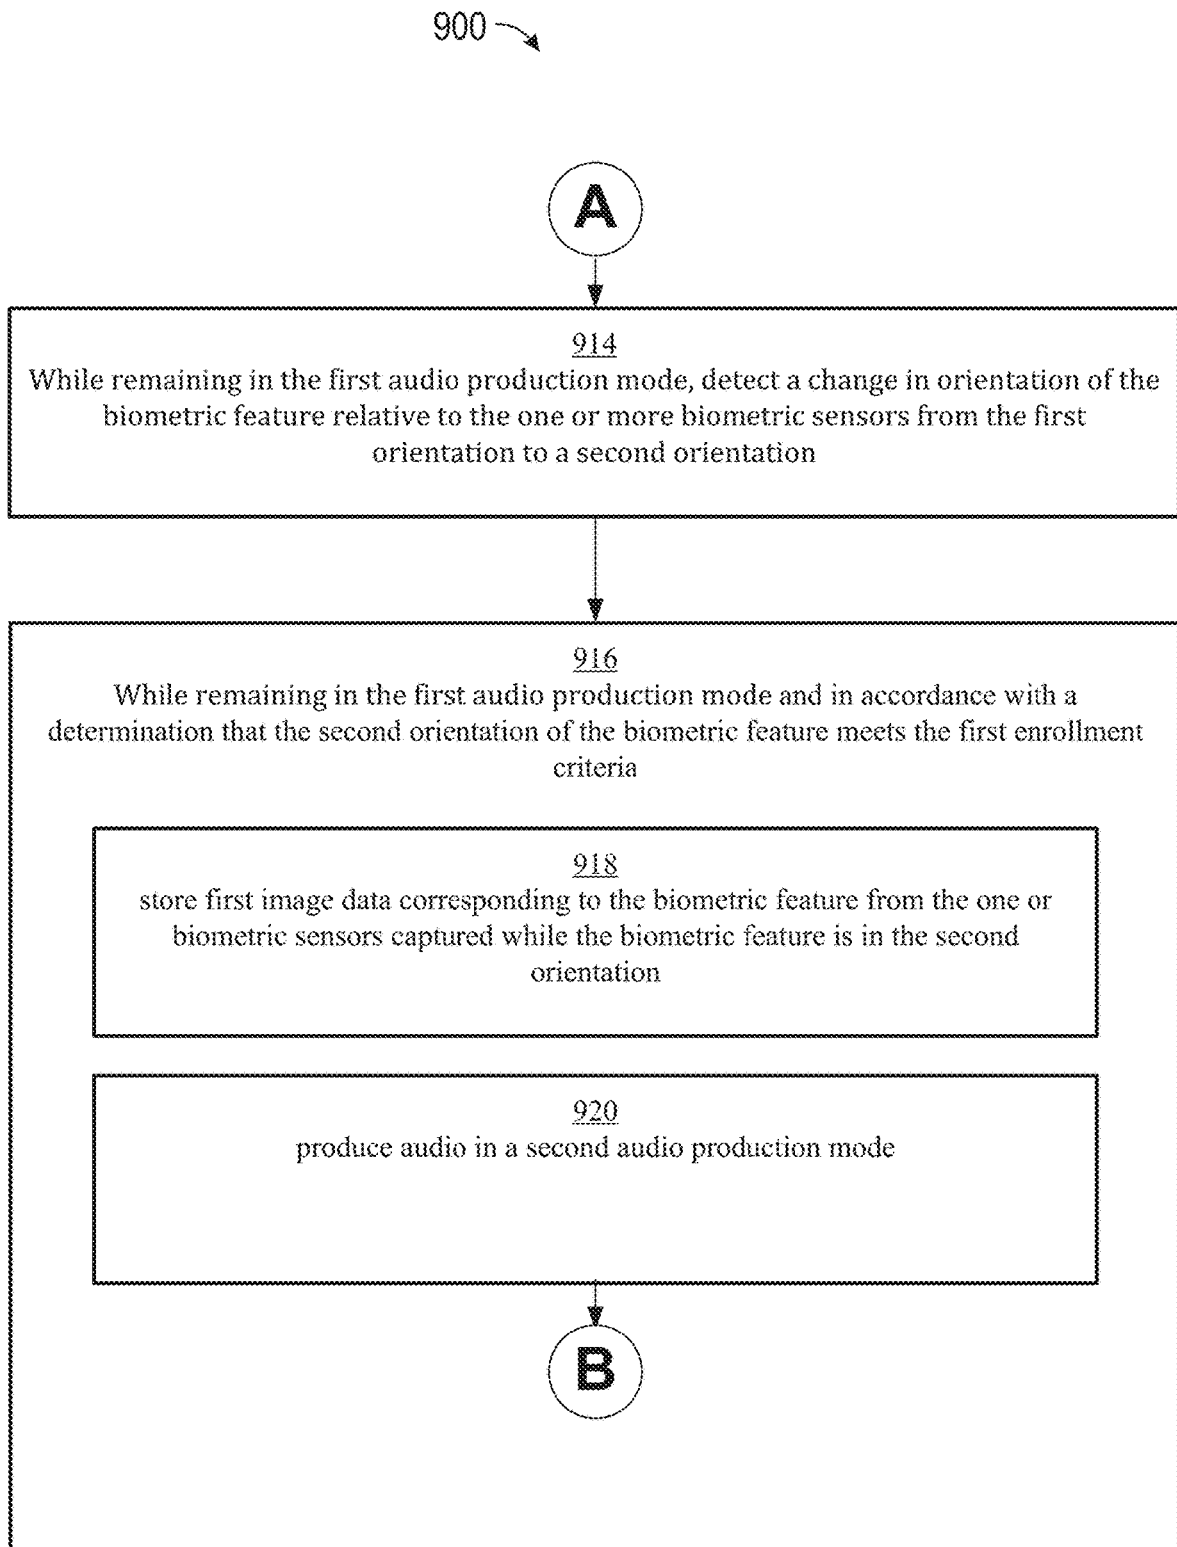 900
A
914
While remaining in the first audio production mode, detect a change in orientation of the
biometric feature relative to the one or more biometric sensors from the first
orientation to a second orientation
916
While remaining in the first audio production mode and in accordance with a
determination that the second orientation of the biometric feature meets the first enrollment
criteria
918
store first image data corresponding to the biometric feature from the one or
biometric sensors captured while the biometric feature is in the second
orientation
920
produce audio in a second audio production mode
B